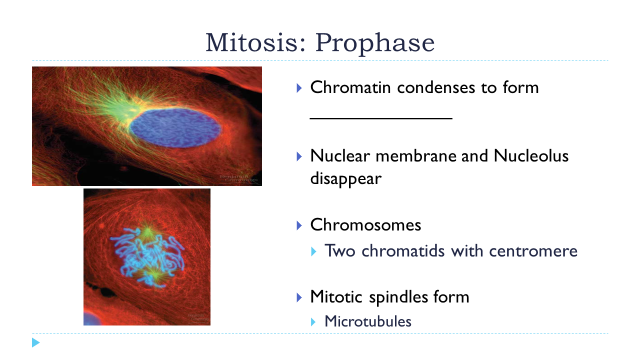 Mitosis: Prophase
Chromatin condenses to form
_______________
Nuclear membrane and Nucleolus
disappear
Chromosomes
Two chromatids with centromere
Mitotic spindles form
Microtubules